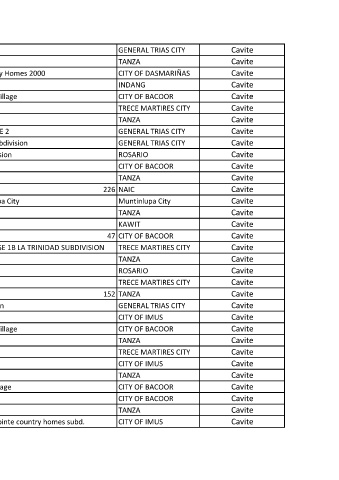 GENERAL TRIAS CITY Cavite
TANZA Cavite
y Homes 2000 CITY OF DASMARIÑAS Cavite
INDANG Cavite
illage CITY OF BACOOR Cavite
TRECE MARTIRES CITY Cavite
TANZA Cavite
E 2 GENERAL TRIAS CITY Cavite
bdivision GENERAL TRIAS CITY Cavite
sion ROSARIO Cavite
CITY OF BACOOR Cavite
TANZA Cavite
226 NAIC Cavite
pa City Muntinlupa City Cavite
TANZA Cavite
KAWIT Cavite
47 CITY OF BACOOR Cavite
SE 1B LA TRINIDAD SUBDIVISION TRECE MARTIRES CITY Cavite
TANZA Cavite
ROSARIO Cavite
TRECE MARTIRES CITY Cavite
152 TANZA Cavite
n GENERAL TRIAS CITY Cavite
CITY OF IMUS Cavite
illage CITY OF BACOOR Cavite
TANZA Cavite
TRECE MARTIRES CITY Cavite
CITY OF IMUS Cavite
TANZA Cavite
age CITY OF BACOOR Cavite
CITY OF BACOOR Cavite
TANZA Cavite
ointe country homes subd. CITY OF IMUS Cavite